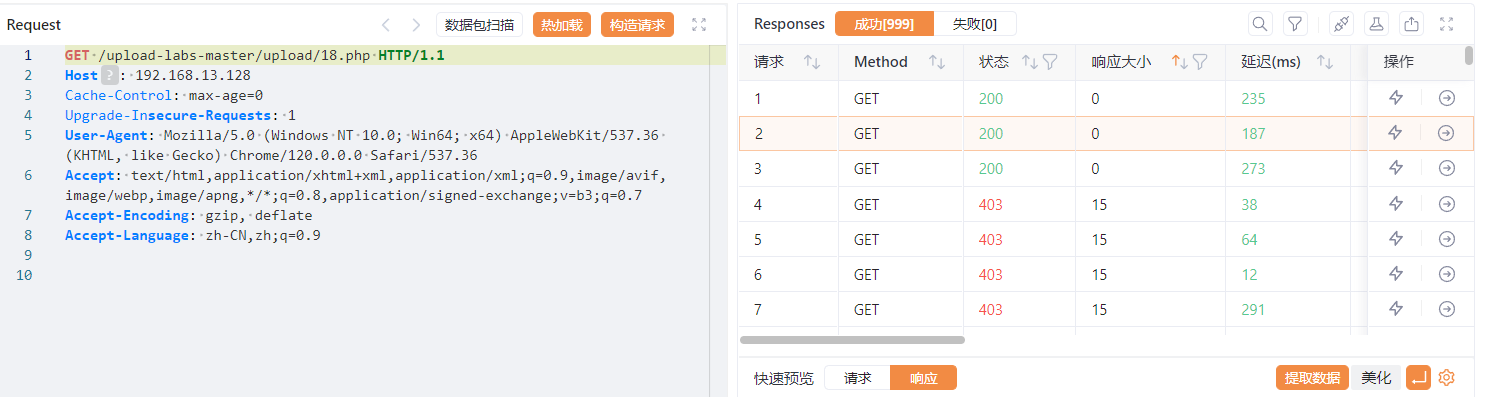 Request
数据包扫描
热加载
构造请求
1 GET /upload-labs-master/upload/18.php HTTP/1.1
2 Host ? : 192.168.13.128
3 Cache-Control: max-age=0
4 Upgrade-Insecure-Requests: 1
5 User-Agent: Mozilla/5.0 (Windows NT 10.0; Win64; x64) AppleWebKit/537.36
(KHTML, like Gecko) Chrome/120.0.0.0 Safari/537.36
6 Accept: text/html,application/xhtml+xml,application/xml;q=0.9,image/avif,
image/webp,image/apng,*/*;q=0.8,application/signed-exchange;v=b3;q=0.7
7 Accept-Encoding: gzip, deflate
8 Accept-Language: zh-CN,zh;q=0.9
9
10
Responses 成功[999] 失败[0]
请求 Method 状态 响应大小 延迟(ms) 操作
1 GET 200 0 235
2 GET 200 0 187
3 GET 200 0 273
4 GET 403 15 38
5 GET 403 15 64
6 GET 403 15 12
7 GET 403 15 291
快速预览 请求 响应 提取数据 美化